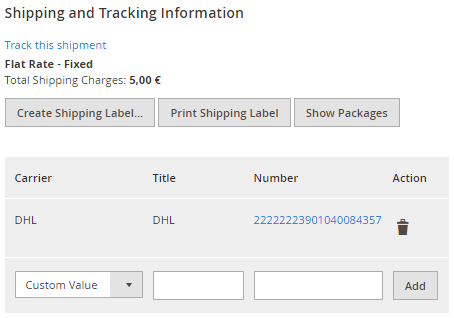 Shipping and Tracking Information
Track this shipment
Flat Rate - Fixed
Total Shipping Charges: 5,00 €
Create Shipping Label... Print Shipping Label Show Packages
Carrier Title Number Action
DHL DHL 22222223901040084357
Custom Value Add